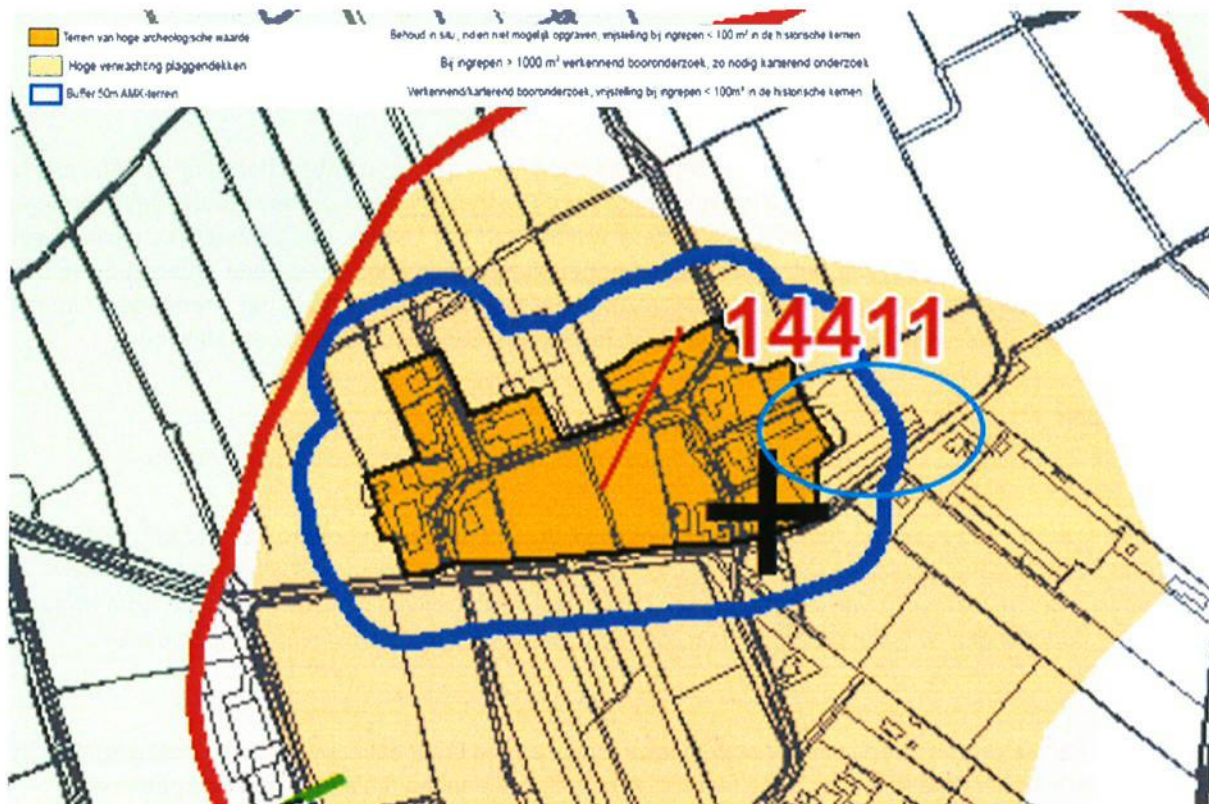 Terrein van hoge archeologische waarde Behoud in situ, indien niet mogelijk opgraven, vrijstelling bij ingrepen < 100 m² in de historische kernen
Hoge verwachting plaggendekken Bij ingrepen > 1000 m² verkennend booronderzoek, zo nodig karterend onderzoek
Buffer 50m AMK-terrein Verkennend/karterend booronderzoek, vrijstelling bij ingrepen < 100m² in de historische kernen
14411